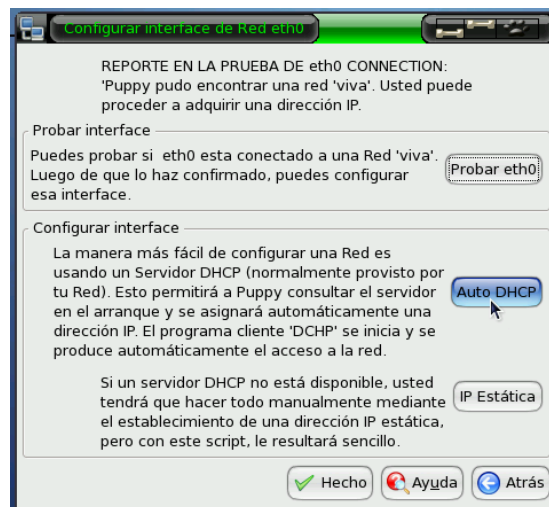 Configurar interface de Red eth0
REPORTE EN LA PRUEBA DE eth0 CONNECTION:
'Puppy pudo encontrar una red 'viva'. Usted puede
proceder a adquirir una dirección IP.
Probar interface
Puedes probar si eth0 esta conectado a una Red 'viva'.
Luego de que lo haz confirmado, puedes configurar
esa interface.
Probar eth0
Configurar interface
La manera más fácil de configurar una Red es
usando un Servidor DHCP (normalmente provisto por
tu Red). Esto permitirá a Puppy consultar el servidor
en el arranque y se asignará automáticamente una
dirección IP. El programa cliente 'DCHP' se inicia y se
produce automáticamente el acceso a la red.
Auto DHCP
Si un servidor DHCP no está disponible, usted
tendrá que hacer todo manualmente mediante
el establecimiento de una dirección IP estática,
pero con este script, le resultará sencillo.
IP Estática
Hecho
Ayuda
Atrás